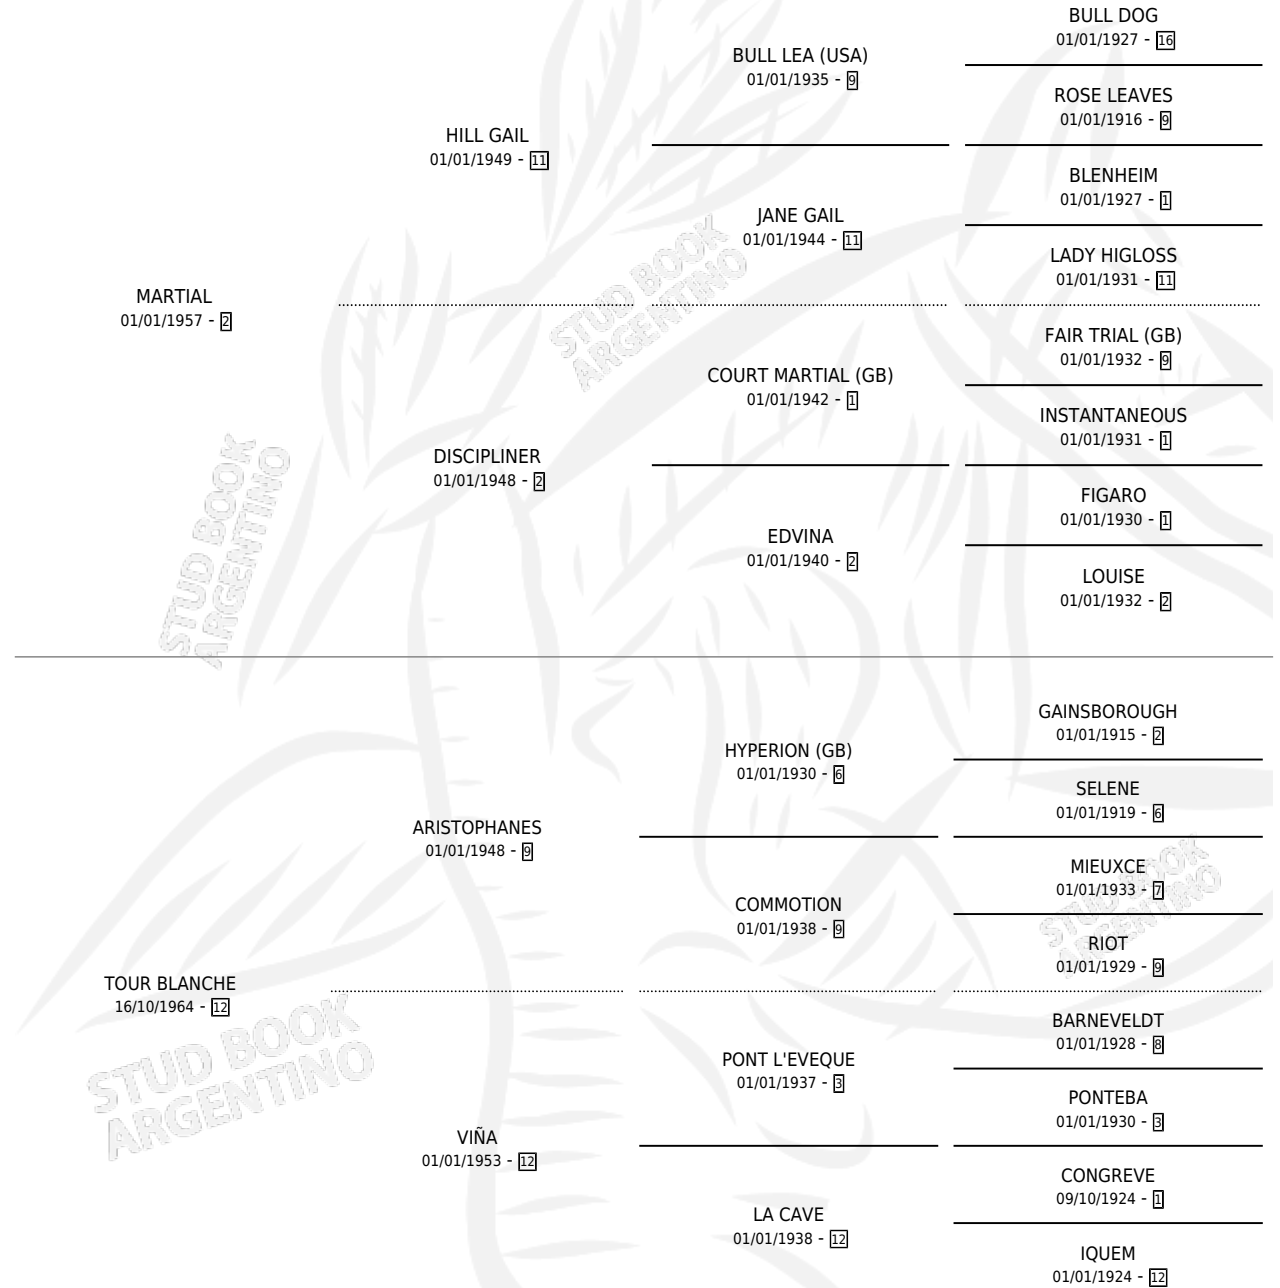 BULL DOG
01/01/1927 - 16
BULL LEA (USA)
01/01/1935 - 9
ROSE LEAVES
01/01/1916 - 9
HILL GAIL
01/01/1949 - 11
BLENHEIM
01/01/1927 - 1
JANE GAIL
01/01/1944 - 11
LADY HIGLOSS
01/01/1931 - 11
MARTIAL
01/01/1957 - 2
STUD BOOK
ARGENTINO
FAIR TRIAL (GB)
01/01/1932 - 9
COURT MARTIAL (GB)
01/01/1942 - 1
INSTANTANEOUS
01/01/1931 - 1
DISCIPLINER
01/01/1948 - 2
FIGARO
01/01/1930 - 1
EDVINA
01/01/1940 - 2
LOUISE
01/01/1932 - 2
STUD BOOK
ARGENTINO
GAINSBOROUGH
01/01/1915 - 2
HYPERION (GB)
01/01/1930 - 6
SELENE
01/01/1919 - 6
ARISTOPHANES
01/01/1948 - 9
MIEUXCE
01/01/1933 - 7
COMMOTION
01/01/1938 - 9
RIOT
01/01/1929 - 9
STUD BOOK
ARGENTINO
TOUR BLANCHE
16/10/1964 - 12
BARNEVELDT
01/01/1928 - 8
PONT L'EVEQUE
01/01/1937 - 3
PONTEBA
01/01/1930 - 3
STUD BOOK
ARGENTINO
VIÑA
01/01/1953 - 12
CONGREVE
09/10/1924 - 1
LA CAVE
01/01/1938 - 12
IQUEM
01/01/1924 - 12